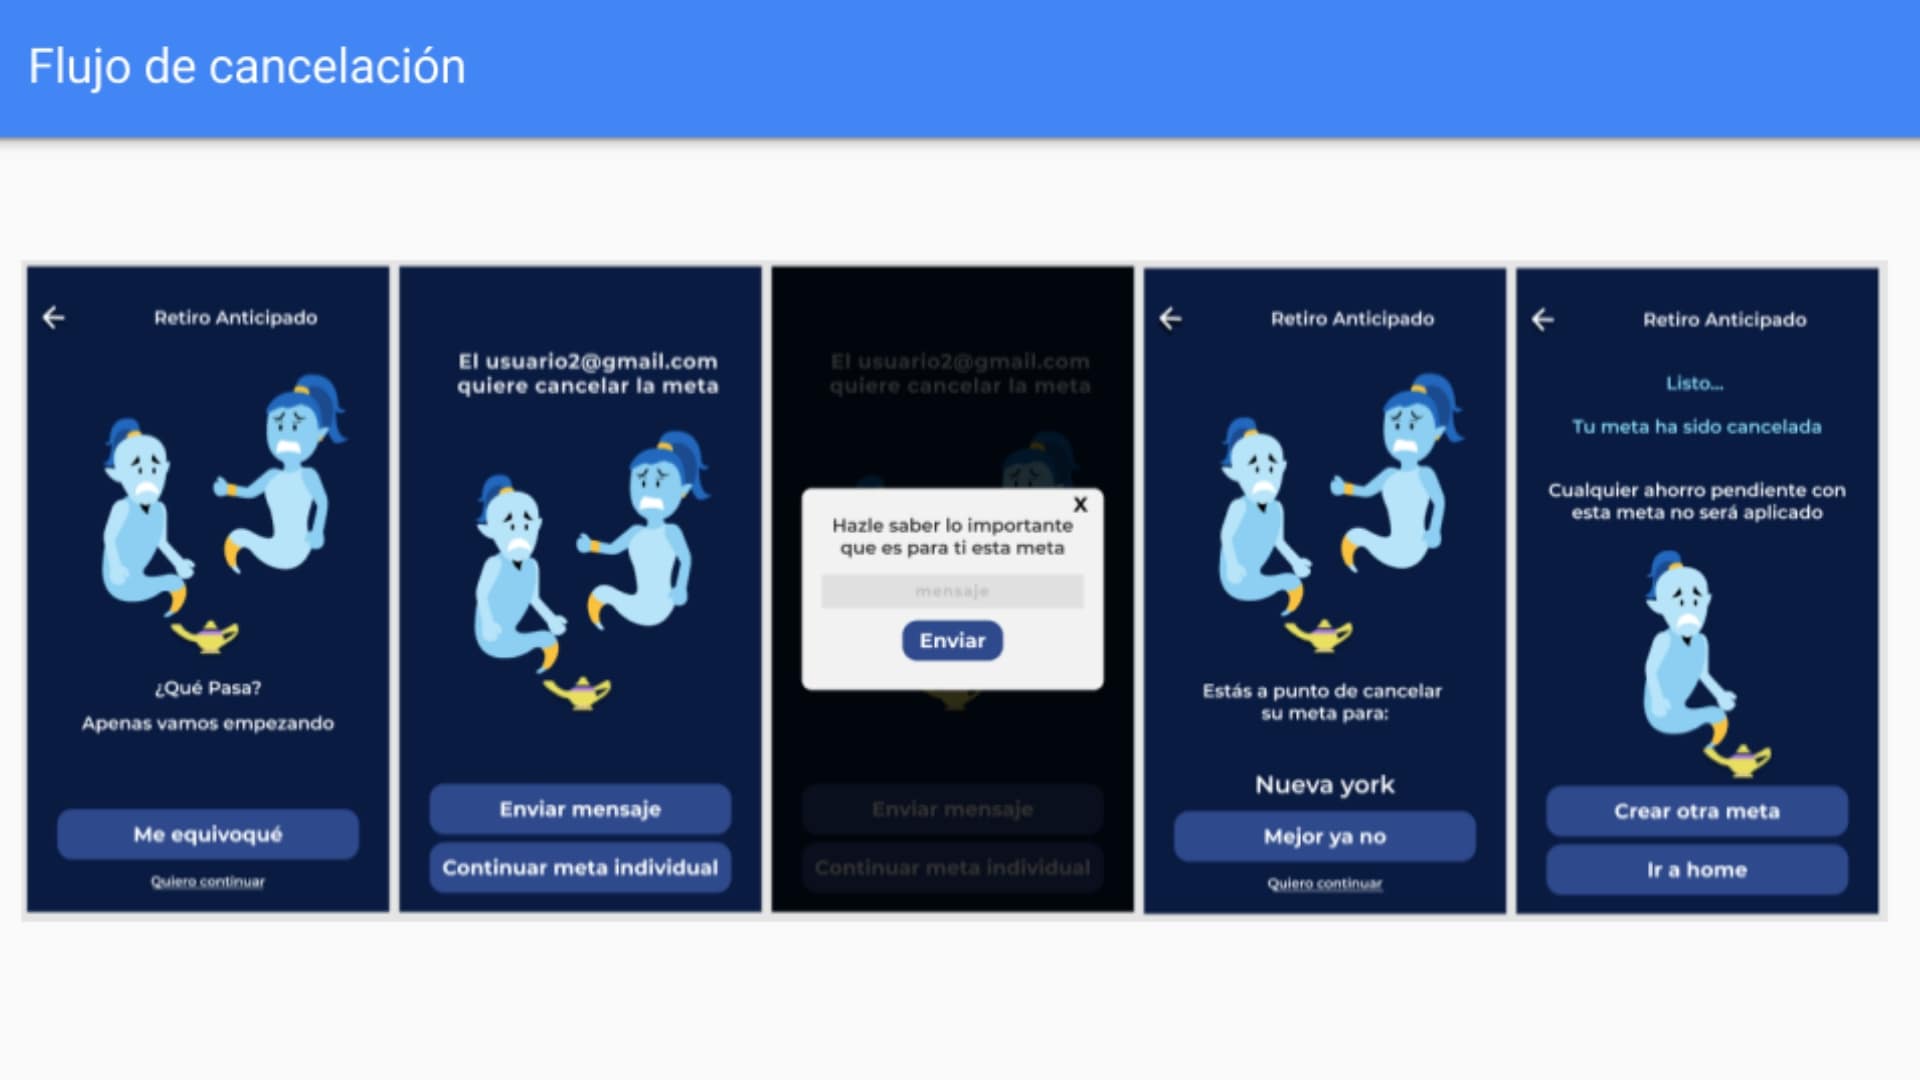 Flujo de cancelación
Retiro Anticipado
¿Qué Pasa?
Apenas vamos empezando
Me equivoqué
Quiero continuar
El usuario2@gmail.com
quiere cancelar la meta
Enviar mensaje
Continuar meta individual
El usuario2@gmail.com
quiere cancelar la meta
X
Hazle saber lo importante
que es para ti esta meta
mensaje
Enviar
Enviar mensaje
Continuar meta individual
Retiro Anticipado
Estás a punto de cancelar
su meta para:
Nueva york
Mejor ya no
Quiero continuar
Retiro Anticipado
Listo...
Tu meta ha sido cancelada
Cualquier ahorro pendiente con
esta meta no será aplicado
Crear otra meta
Ir a home